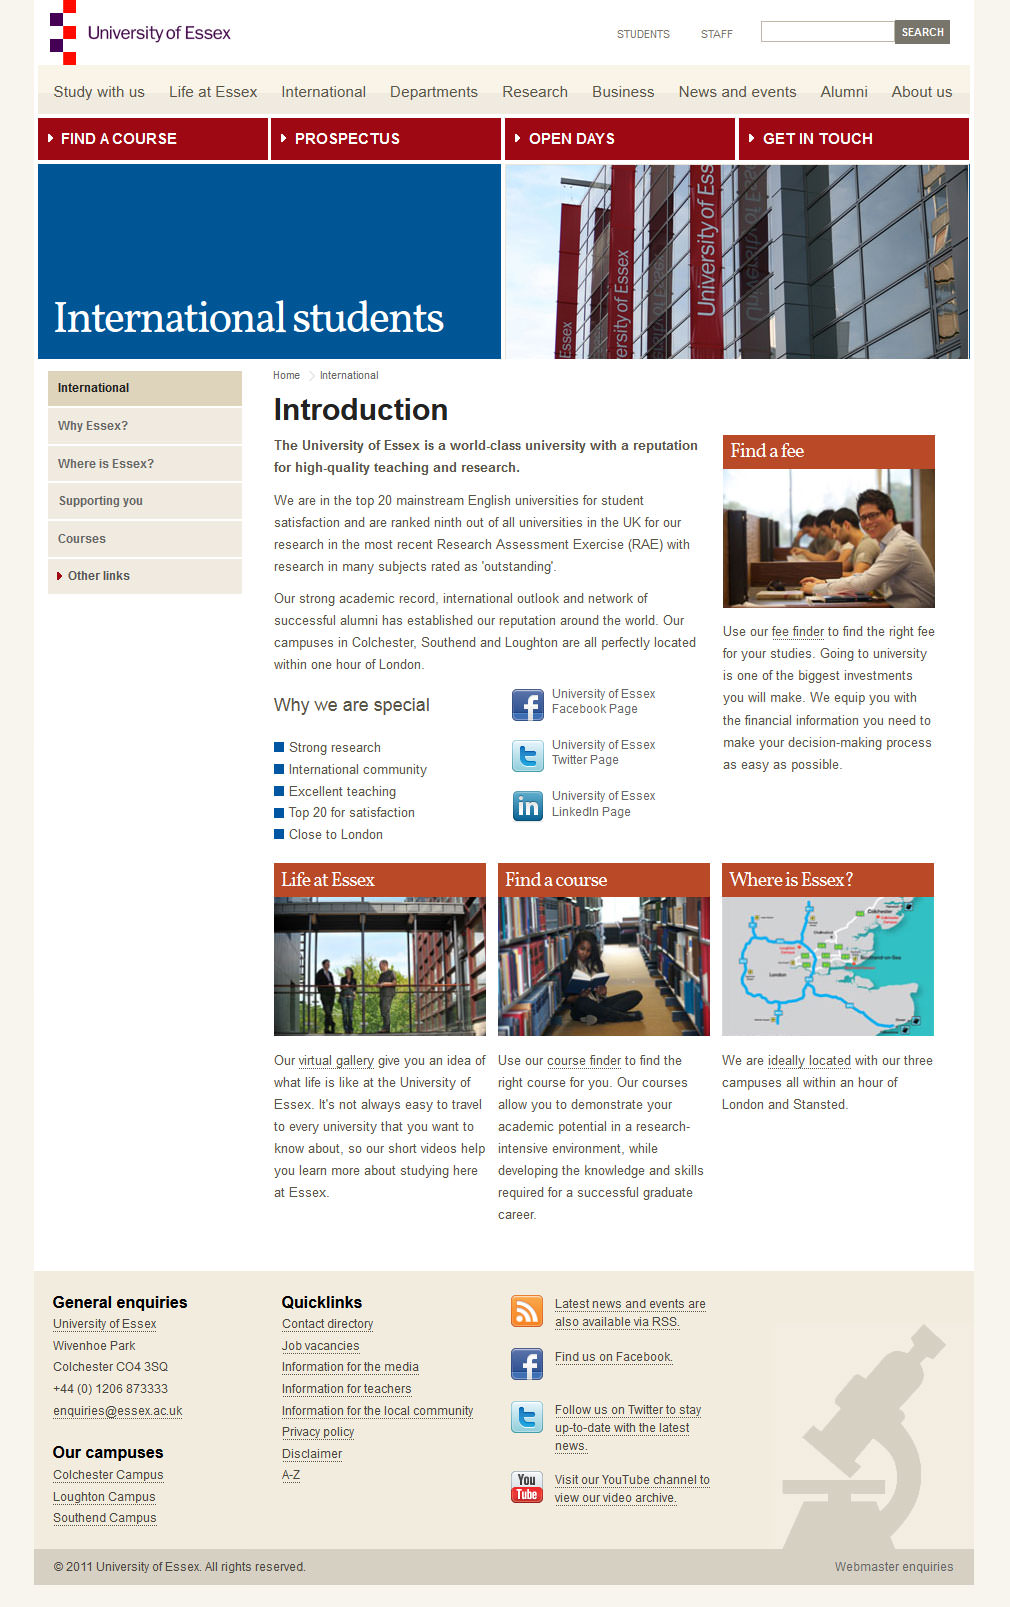 University of Essex
STUDENTS STAFF SEARCH
Study with us Life at Essex International Departments Research Business News and events Alumni About us
FIND A COURSE PROSPECTUS OPEN DAYS GET IN TOUCH
International students
Essex
University of Essex
University of Essex
Home International
International
Why Essex?
Where is Essex?
Supporting you
Courses
Other links
Introduction
The University of Essex is a world-class university with a reputation
for high-quality teaching and research.
We are in the top 20 mainstream English universities for student
satisfaction and are ranked ninth out of all universities in the UK for our
research in the most recent Research Assessment Exercise (RAE) with
research in many subjects rated as 'outstanding'.
Our strong academic record, international outlook and network of
successful alumni has established our reputation around the world. Our
campuses in Colchester, Southend and Loughton are all perfectly located
within one hour of London.
Why we are special
Strong research
International community
Excellent teaching
Top 20 for satisfaction
Close to London
University of Essex
Facebook Page
University of Essex
Twitter Page
in
University of Essex
LinkedIn Page
Find a fee
Use our fee finder to find the right fee
for your studies. Going to university
is one of the biggest investments
you will make. We equip you with
the financial information you need to
make your decision-making process
as easy as possible.
Life at Essex
Our virtual gallery give you an idea of
what life is like at the University of
Essex. It's not always easy to travel
to every university that you want to
know about, so our short videos help
you learn more about studying here
at Essex.
Find a course
Use our course finder to find the
right course for you. Our courses
allow you to demonstrate your
academic potential in a research-
intensive environment, while
developing the knowledge and skills
required for a successful graduate
career.
Where is Essex?
Colchester
Southend-on-Sea
London
We are ideally located with our three
campuses all within an hour of
London and Stansted.
General enquiries
University of Essex
Wivenhoe Park
Colchester CO4 3SQ
+44 (0) 1206 873333
enquiries@essex.ac.uk
Our campuses
Colchester Campus
Loughton Campus
Southend Campus
Quicklinks
Contact directory
Job vacancies
Information for the media
Information for teachers
Information for the local community
Privacy policy
Disclaimer
A-Z
Latest news and events are
also available via RSS.
Find us on Facebook.
Follow us on Twitter to stay
up-to-date with the latest
news.
You
Tube
Visit our YouTube channel to
view our video archive.
© 2011 University of Essex. All rights reserved.
Webmaster enquiries